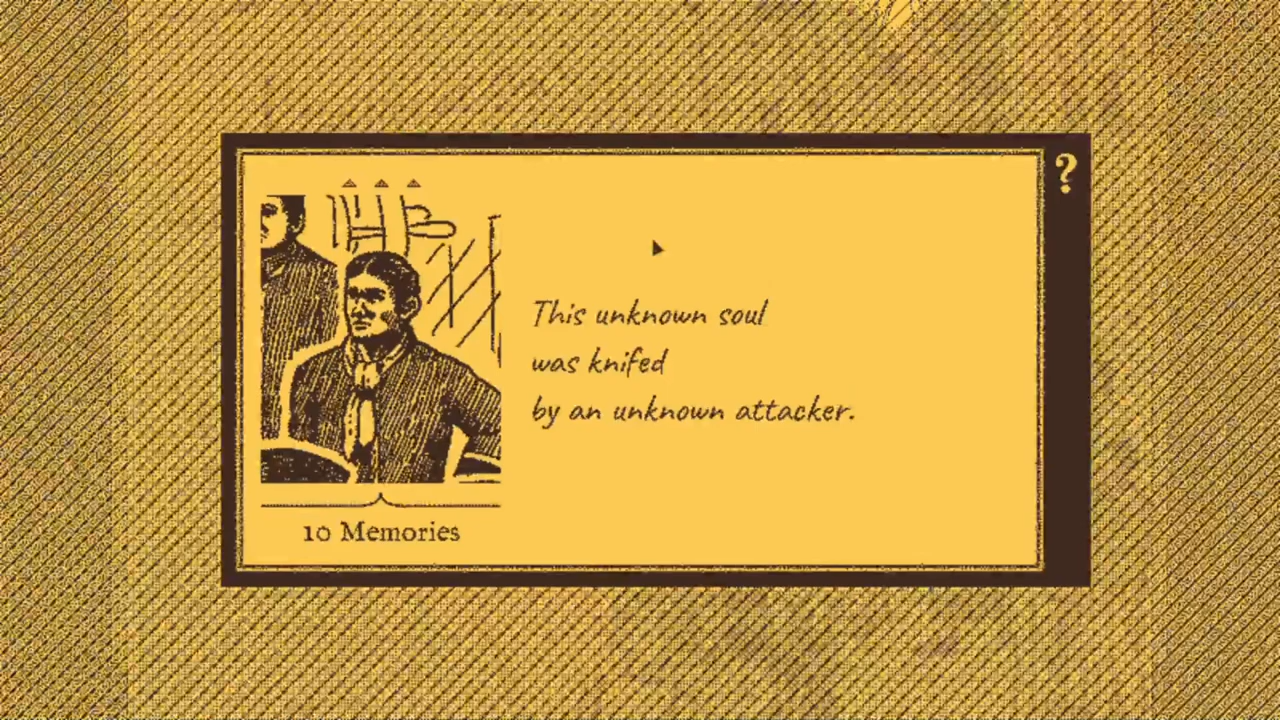 ?
This unknown soul
was knifed
by an unknown attacker.
10 Memories